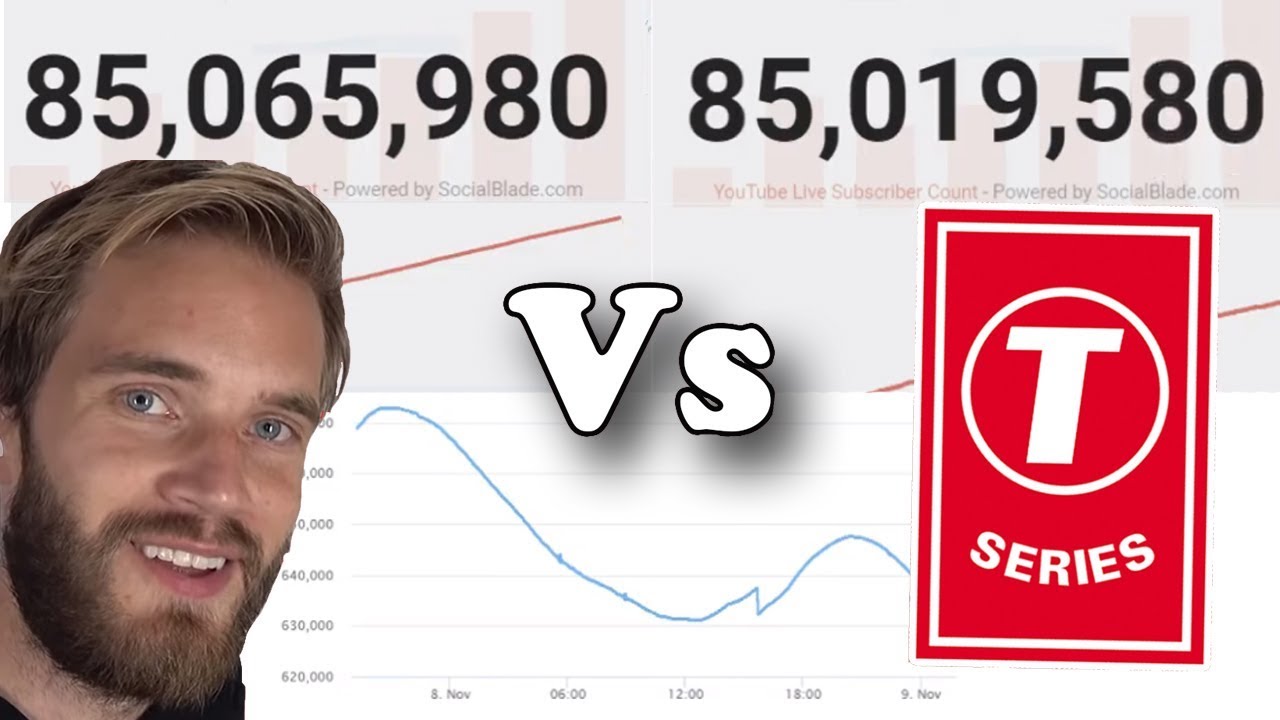 85,065,980
85,019,580
- Powered by SocialBlade.com
YouTube Live Subscriber Count - Powered by SocialBlade.com
Vs
T
SERIES
640,000
630,000
620,000
8. Nov
06:00
12:00
18:00
9. Nov